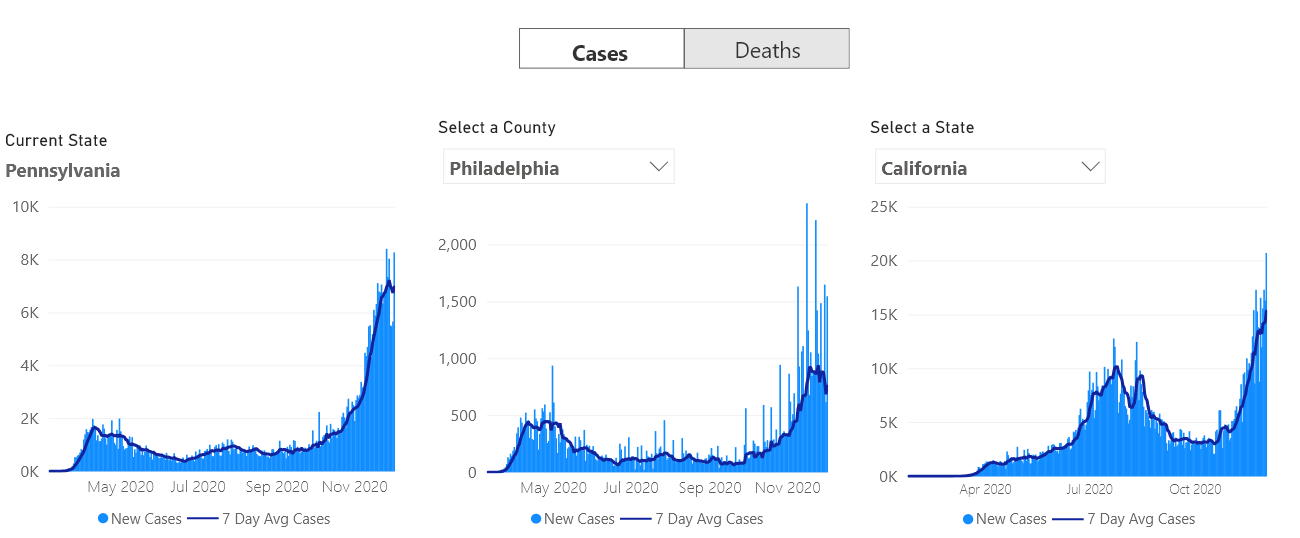 Cases Deaths
Current State
Pennsylvania
10K
8K
6K
4K
2K
0K
May 2020 Jul 2020 Sep 2020 Nov 2020
New Cases 7 Day Avg Cases
Select a County
Philadelphia
2,000
1,500
1,000
500
0
May 2020 Jul 2020 Sep 2020 Nov 2020
New Cases 7 Day Avg Cases
Select a State
California
25K
20K
15K
10K
5K
0K
Apr 2020 Jul 2020 Oct 2020
New Cases 7 Day Avg Cases